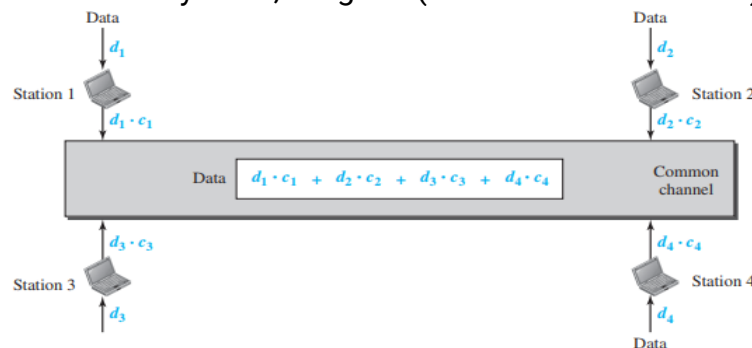 Data Data
d₁ d₂
Station 1 Station 2
d₁ · c₁ d₂ · c₂
Data d₁ · c₁ + d₂ · c₂ + d₃ · c₃ + d₄ · c₄ Common
channel
d₃ · c₃ d₄ · c₄
Station 3 Station 4
d₃ d₄
Data